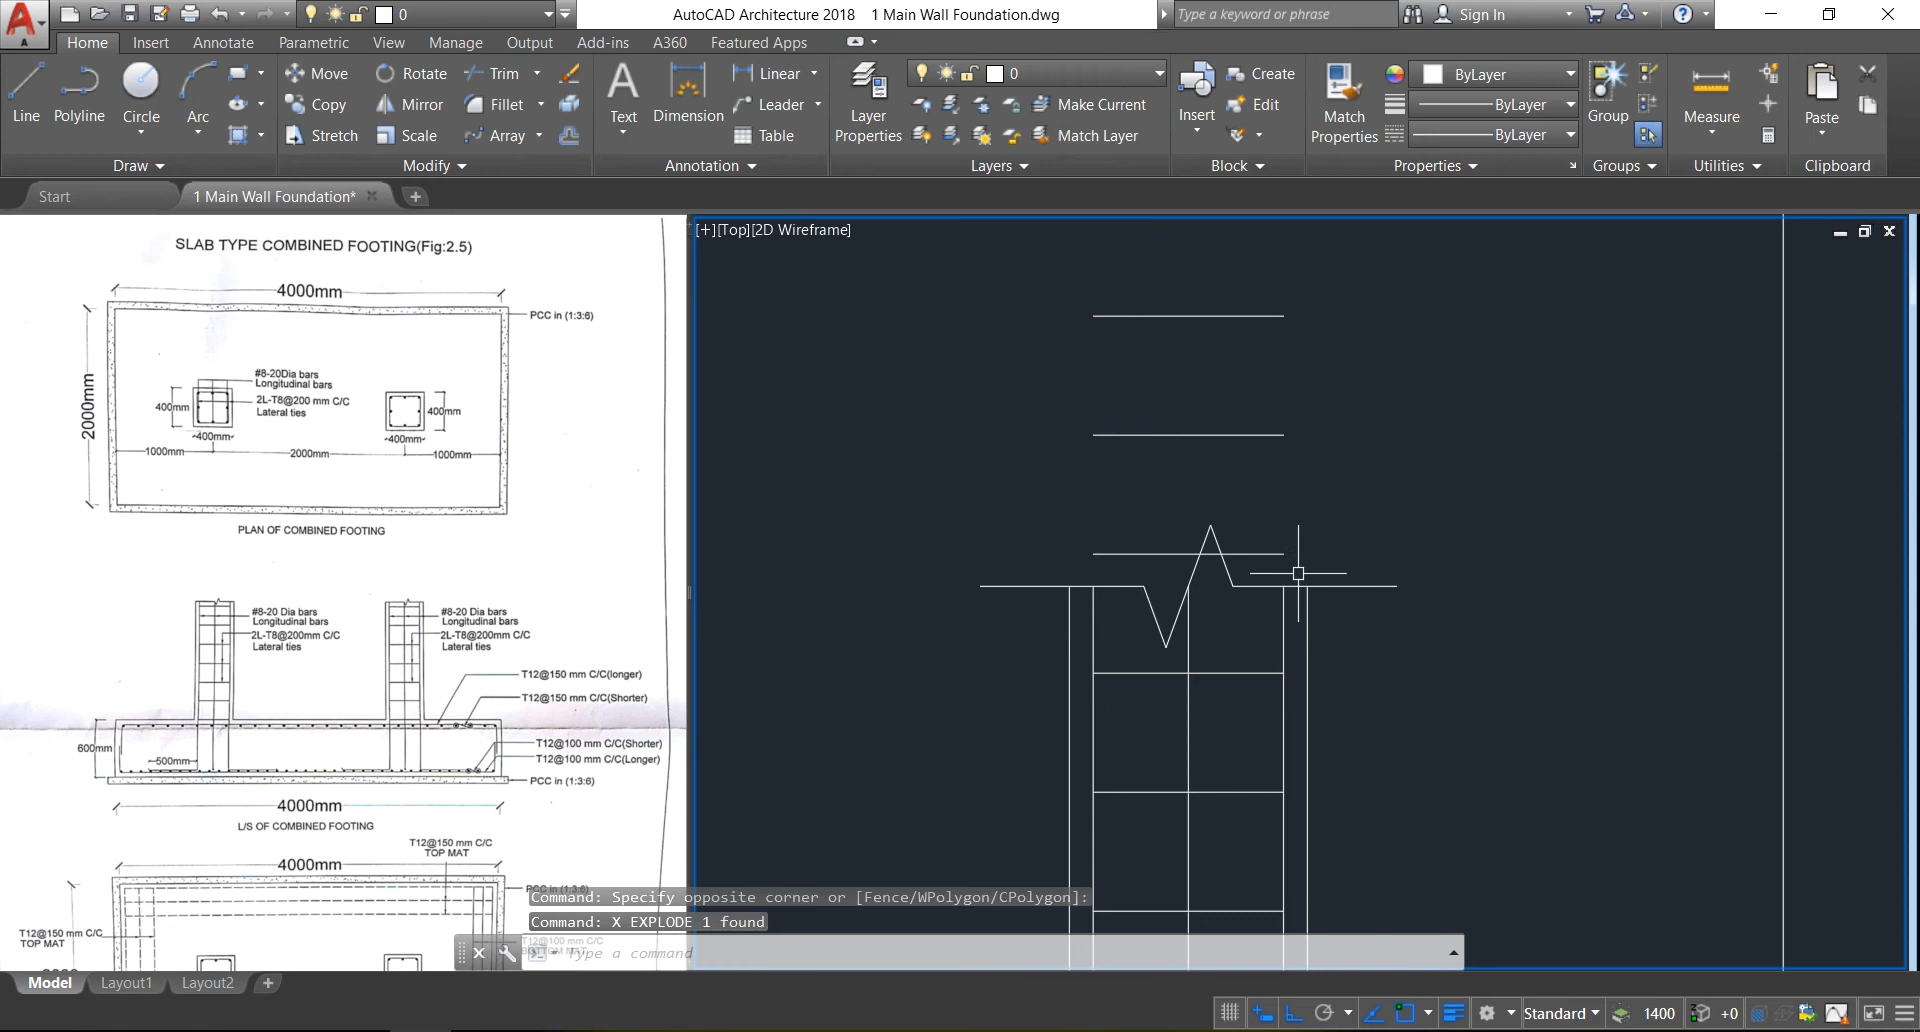 AutoCAD Architecture 2018 1 Main Wall Foundation.dwg
Type a keyword or phrase
Sign In
0
A
Home Insert Annotate Parametric View Manage Output Add-ins A360 Featured Apps
Line Polyline Circle Arc
Draw
Move Rotate Trim
Copy Mirror Fillet
Stretch Scale Array
Modify
Text Dimension
Linear
Leader
Table
Annotation
Layer
Properties
0
Make Current
Match Layer
Layers
Insert
Create
Edit
Block
Match
Properties
ByLayer
ByLayer
ByLayer
Properties
Group
Groups
Measure
Utilities
Paste
Clipboard
Start 1 Main Wall Foundation*
SLAB TYPE COMBINED FOOTING(Fig:2.5)
4000mm
PCC in (1:3:6)
2000mm
#8-20Dia bars
Longitudinal bars
2L-T8@200 mm C/C
Lateral ties
400mm
400mm
400mm
400mm
1000mm 2000mm 1000mm
PLAN OF COMBINED FOOTING
#8-20 Dia bars
Longitudinal bars
2L-T8@200mm C/C
Lateral ties
#8-20 Dia bars
Longitudinal bars
2L-T8@200mm C/C
Lateral ties
T12@150 mm C/C(longer)
T12@150 mm C/C(Shorter)
600mm
500mm
T12@100 mm C/C(Shorter)
T12@100 mm C/C(Longer)
PCC in (1:3:6)
4000mm
L/S OF COMBINED FOOTING
T12@150 mm C/C
TOP MAT
4000mm
PCC in (1:3:6)
T12@150 mm C/C
TOP MAT
T12@100 mm C/C
[+][Top][2D Wireframe]
Command: Specify opposite corner or [Fence/WPolygon/CPolygon]:
Command: X EXPLODE 1 found
Type a command
Model Layout1 Layout2 +
Standard 1400 +0